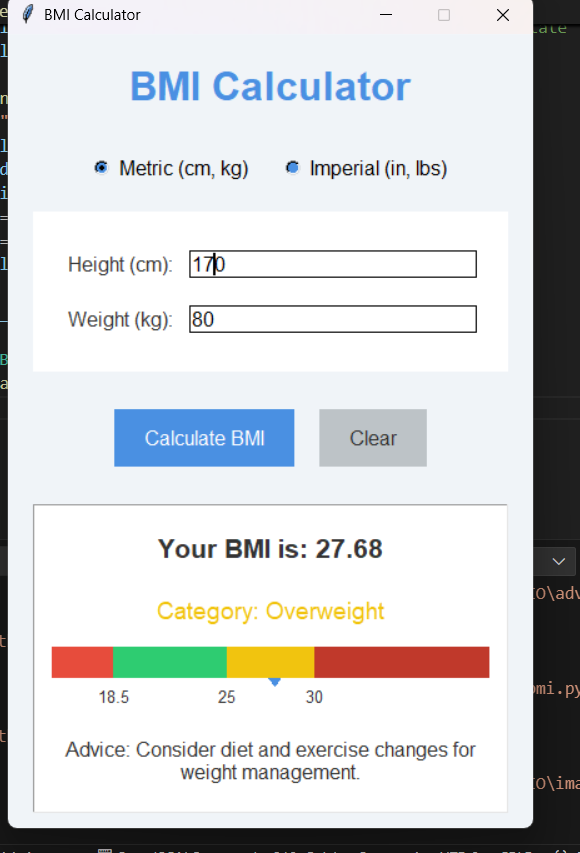 BMI Calculator
BMI Calculator
Metric (cm, kg) Imperial (in, lbs)
Height (cm): 170
Weight (kg): 80
Calculate BMI Clear
Your BMI is: 27.68
Category: Overweight
18.5 25 30
Advice: Consider diet and exercise changes for
weight management.